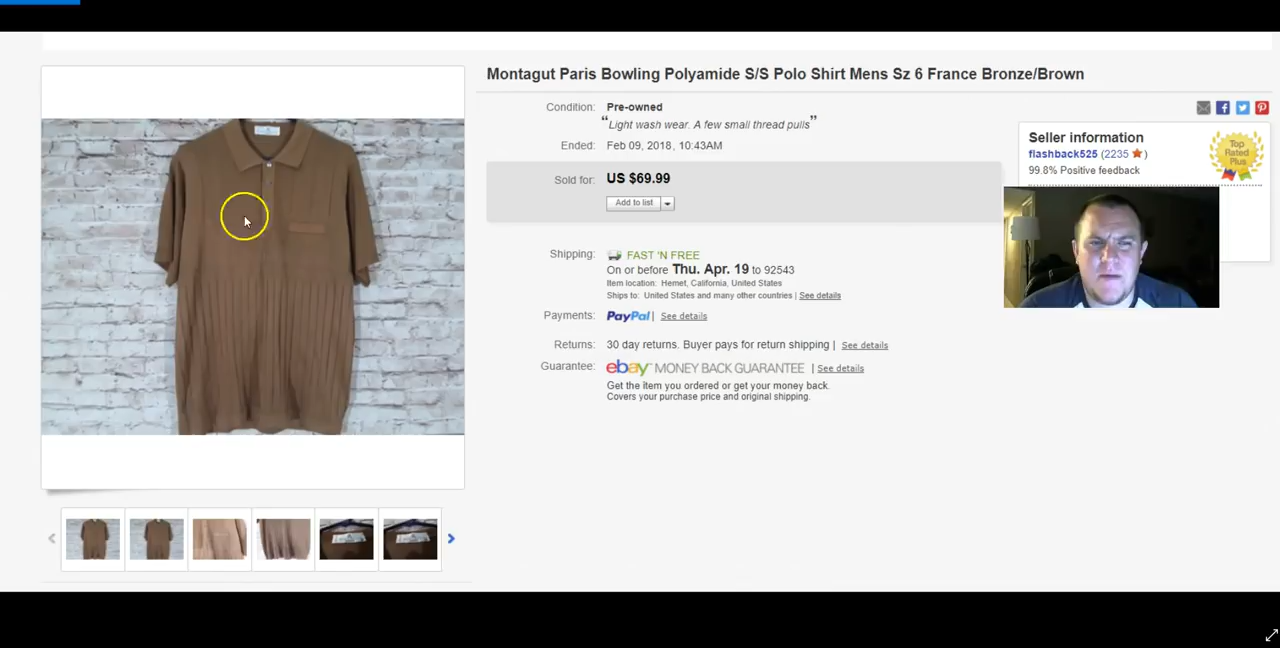 Montagut Paris Bowling Polyamide S/S Polo Shirt Mens Sz 6 France Bronze/Brown
Condition: Pre-owned
“Light wash wear. A few small thread pulls”
Ended: Feb 09, 2018 , 10:43AM
Sold for: US $69.99
Add to list
Shipping: FAST 'N FREE
On or before Thu. Apr. 19 to 92543
Item location: Hemet, California, United States
Ships to: United States and many other countries | See details
Payments: PayPal | See details
Returns: 30 day returns. Buyer pays for return shipping | See details
Guarantee: ebay MONEY BACK GUARANTEE | See details
Get the item you ordered or get your money back.
Covers your purchase price and original shipping.
Seller information
flashback525 (2235 )
99.8% Positive feedback
Top
Rated
Plus